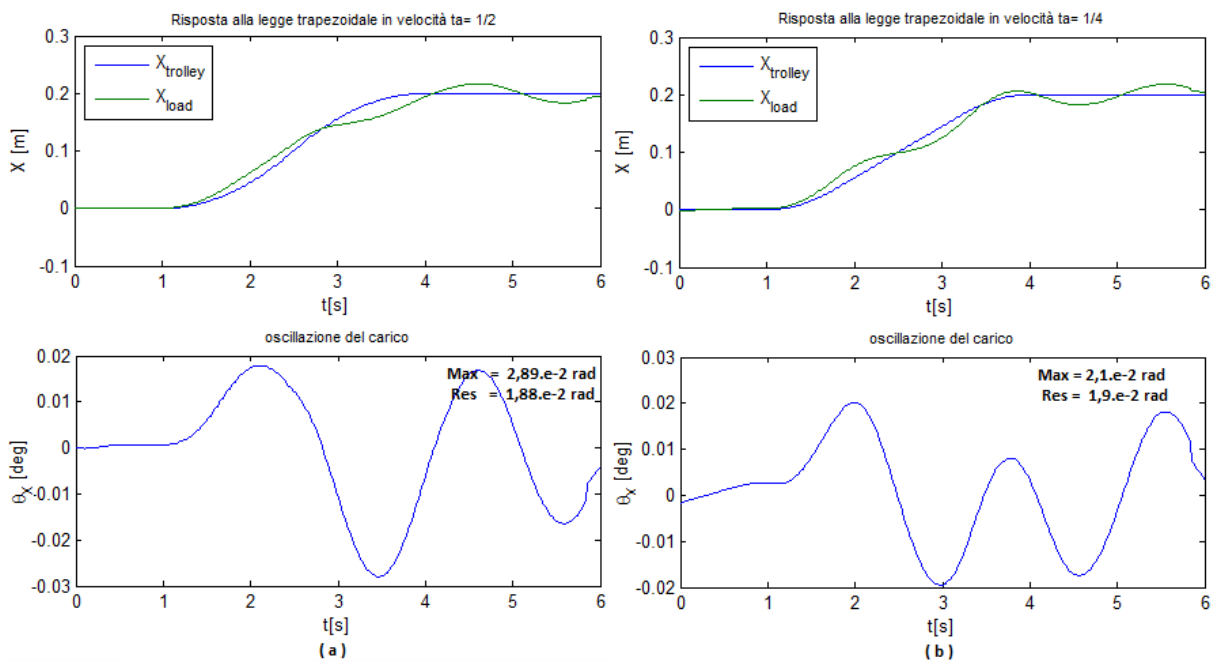 Risposta alla legge trapezoidale in velocità ta= 1/2
0.3
0.2
0.1
0
-0.1
X [m]
X_trolley
X_load
0 1 2 3 4 5 6
t[s]
oscillazione del carico
0.02
0.01
0
-0.01
-0.02
-0.03
θ_X [deg]
Max = 2,89.e-2 rad
Res = 1,88.e-2 rad
0 1 2 3 4 5 6
t[s]
( a )
Risposta alla legge trapezoidale in velocità ta= 1/4
0.3
0.2
0.1
0
-0.1
X [m]
X_trolley
X_load
0 1 2 3 4 5 6
t[s]
oscillazione del carico
0.03
0.02
0.01
0
-0.01
-0.02
θ_X [deg]
Max = 2,1.e-2 rad
Res = 1,9.e-2 rad
0 1 2 3 4 5 6
t[s]
( b )